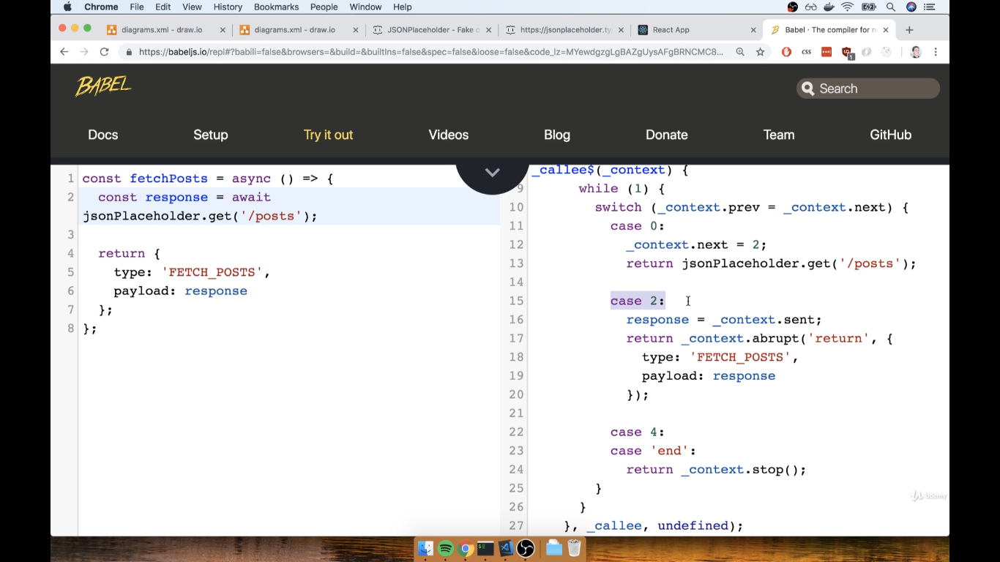 Chrome File Edit View History Bookmarks People Window Help
diagrams.xml - draw.io
diagrams.xml - draw.io
JSONPlaceholder - Fake o
https://jsonplaceholder.ty
React App
Babel · The compiler for n
https://babeljs.io/repl#?babili=false&browsers=&build=&builtIns=false&spec=false&loose=false&code_lz=MYewdgzgLgBAZgUysAFgBRNCMC8...
CSS
1
BABEL
Search
Docs Setup Try it out Videos Blog Donate Team GitHub
1 const fetchPosts = async () => {
2 const response = await
jsonPlaceholder.get('/posts');
3
4 return {
5 type: 'FETCH_POSTS',
6 payload: response
7 };
8 };
_callee$(_context) {
9 while (1) {
10 switch (_context.prev = _context.next) {
11 case 0:
12 _context.next = 2;
13 return jsonPlaceholder.get('/posts');
14
15 case 2:
16 response = _context.sent;
17 return _context.abrupt('return', {
18 type: 'FETCH_POSTS',
19 payload: response
20 });
21
22 case 4:
23 case 'end':
24 return _context.stop();
25 }
26 }
27 }, _callee, undefined);
Udemy